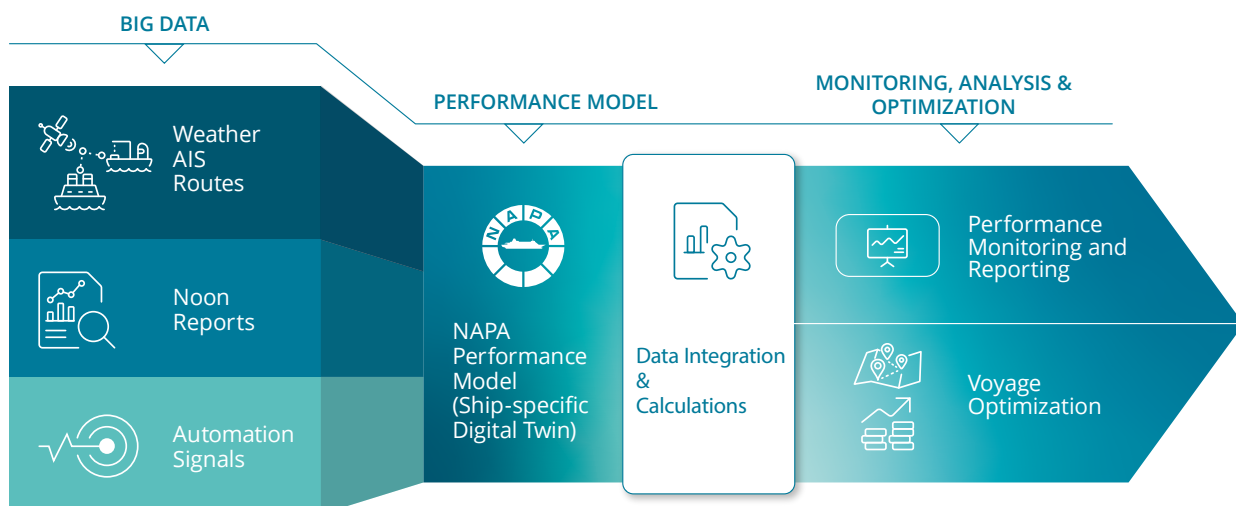 BIG DATA
PERFORMANCE MODEL
MONITORING, ANALYSIS &
OPTIMIZATION
Weather
AIS
Routes
Noon
Reports
Automation
Signals
NAPA
NAPA
Performance
Model
(Ship-specific
Digital Twin)
Data Integration
&
Calculations
Performance
Monitoring and
Reporting
Voyage
Optimization